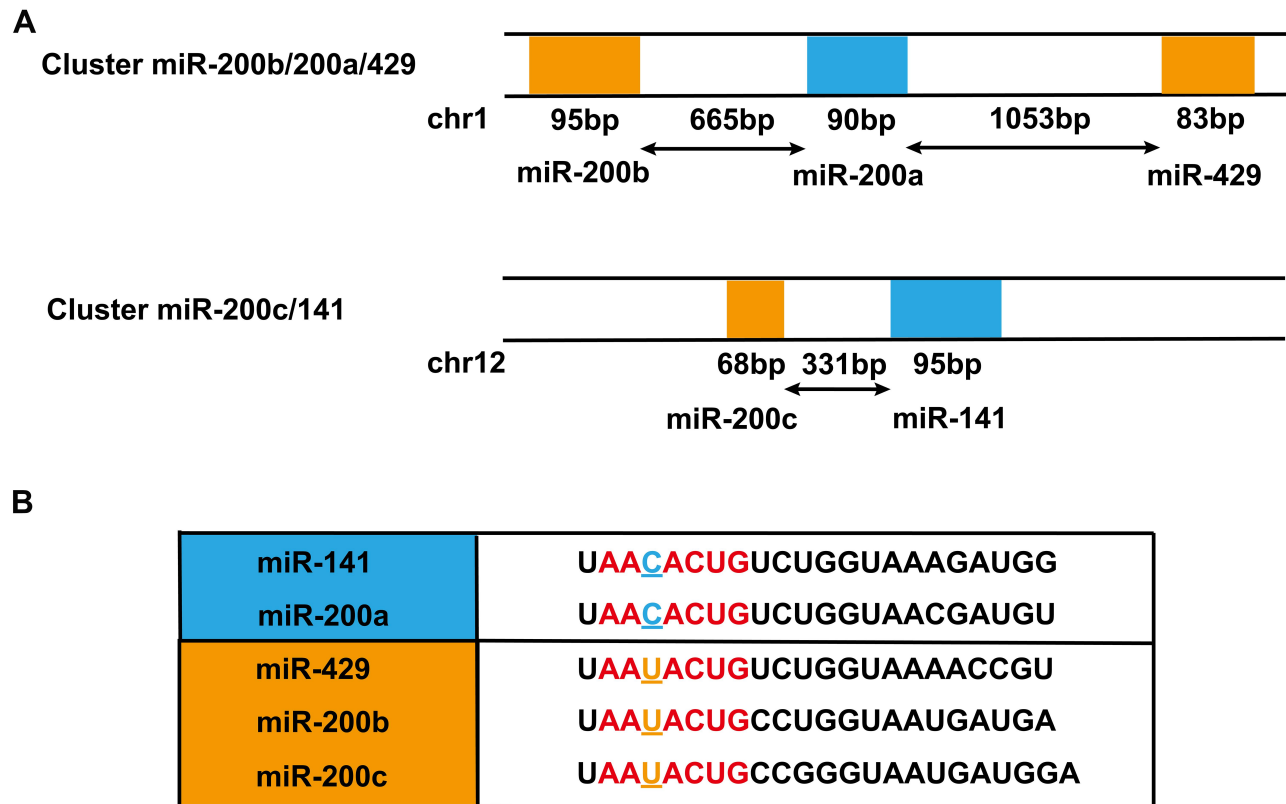 A
Cluster miR-200b/200a/429
chr1 95bp 665bp 90bp 1053bp 83bp
miR-200b miR-200a miR-429
Cluster miR-200c/141
chr12 68bp 331bp 95bp
miR-200c miR-141
B
miR-141 UAACACUGUCUGGUAAAGAUGG
miR-200a UAACACUGUCUGGUAACGAUGU
miR-429 UAAUACUGUCUGGUAAAACCGU
miR-200b UAAUACUGCCUGGUAAUGAUGA
miR-200c UAAUACUGCCGGGUAAUGAUGGA